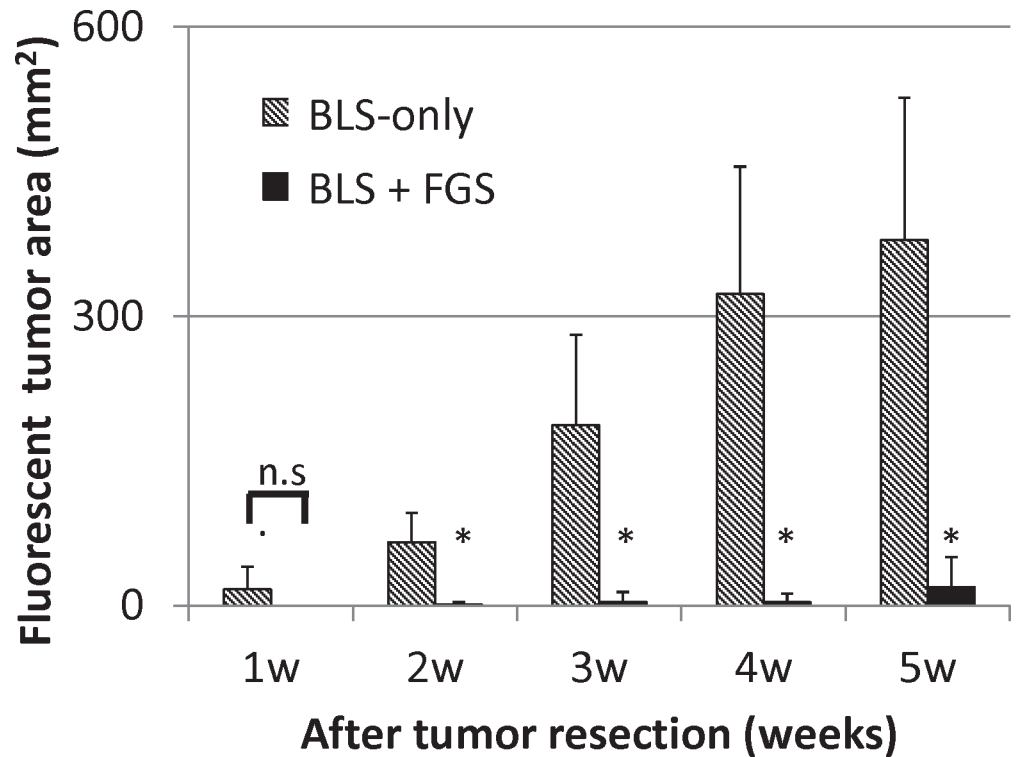 Fluorescent tumor area (mm²)
600
300
0
BLS-only
BLS + FGS
n.s
.
*
*
*
*
1w
2w
3w
4w
5w
After tumor resection (weeks)